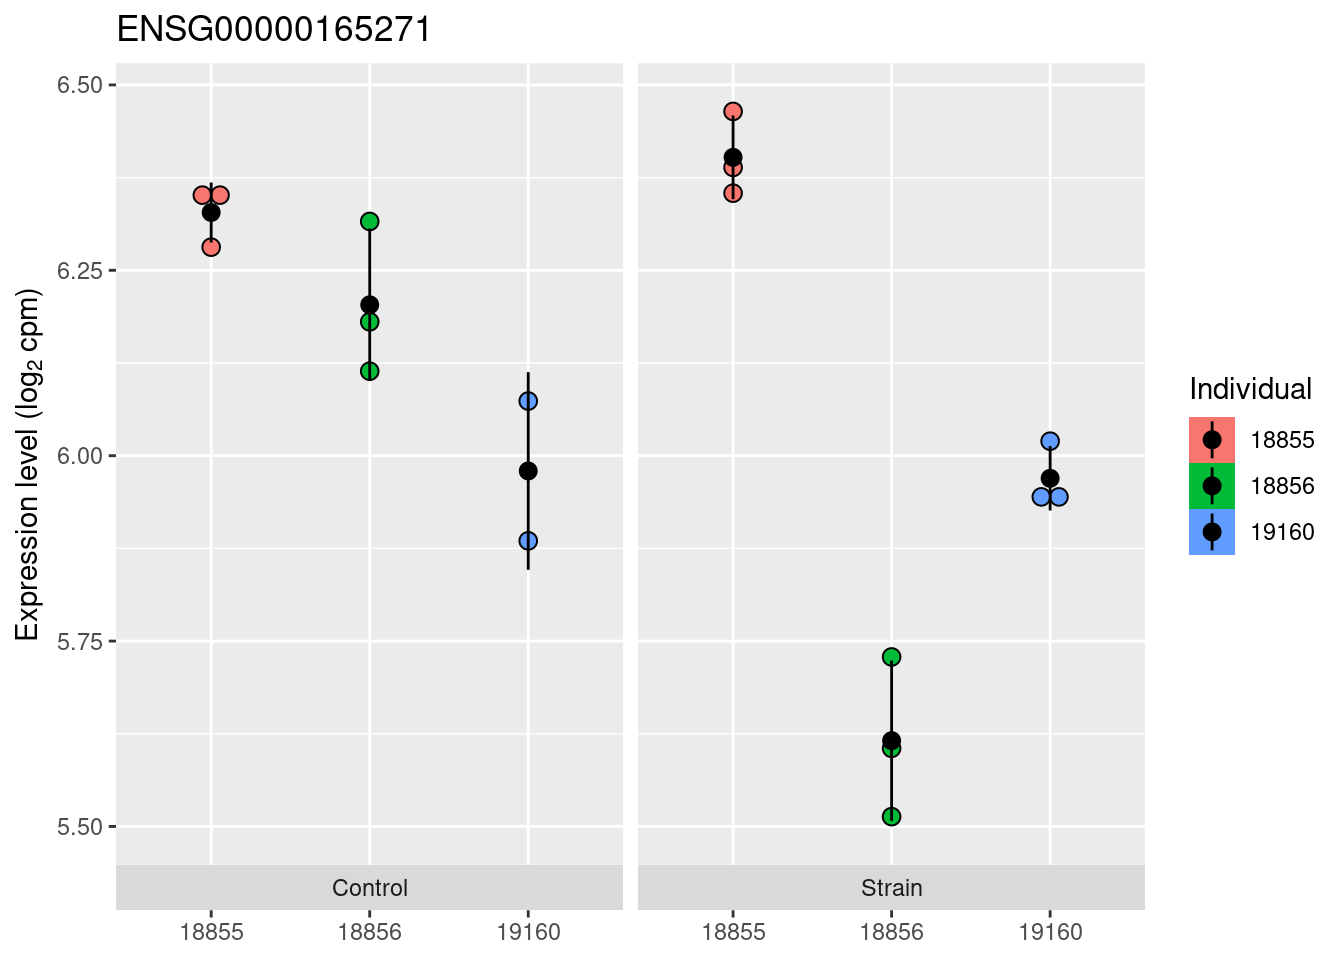 ENSG00000165271
Expression level (log2 cpm)
6.50
6.25
6.00
5.75
5.50
Control
Strain
18855
18856
19160
18855
18856
19160
Individual
18855
18856
19160